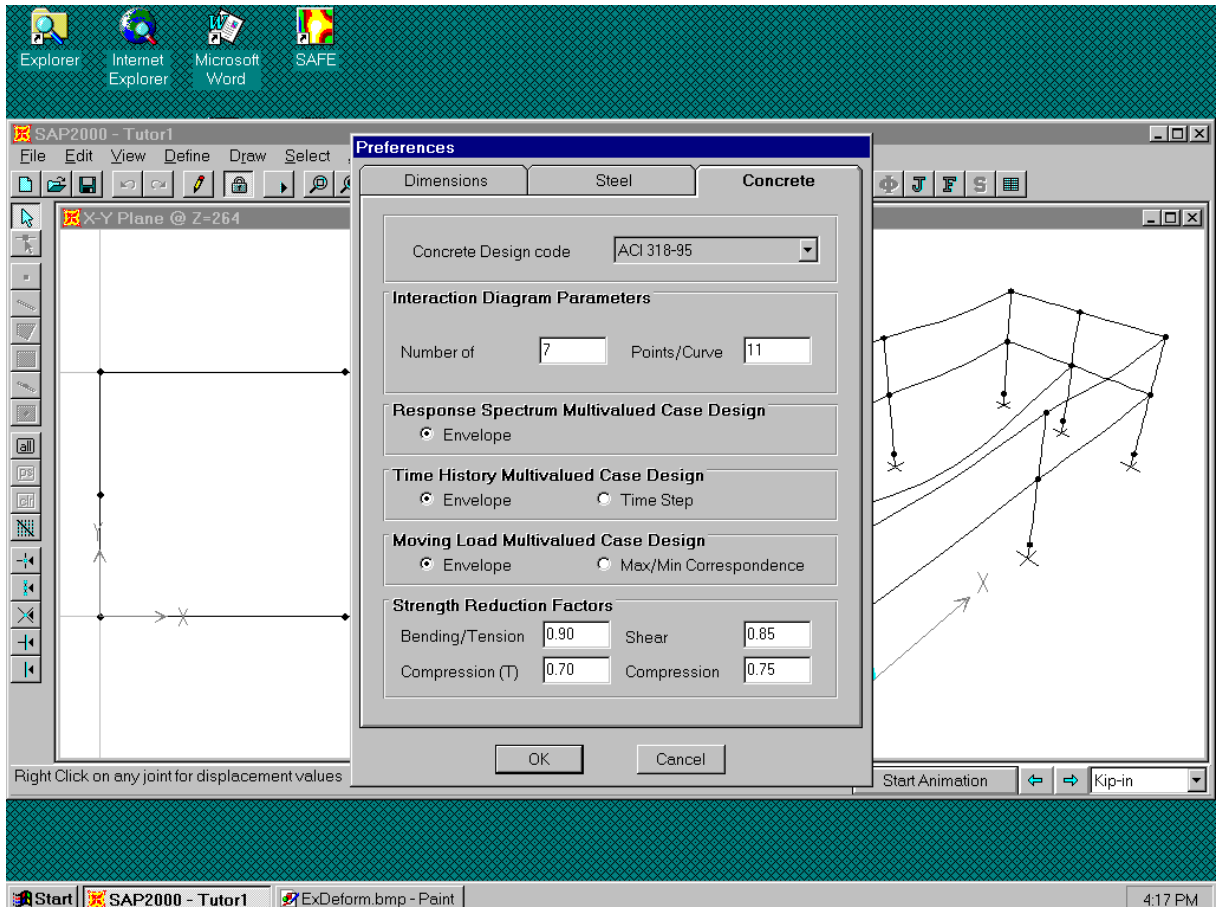 Explorer
Internet Explorer
Microsoft Word
SAFE
SAP2000 - Tutor1
File Edit View Define Draw Select
Preferences
Dimensions Steel Concrete
J F S
X-Y Plane @ Z=264
Concrete Design code ACI 318-95
Interaction Diagram Parameters
Number of 7 Points/Curve 11
Response Spectrum Multivalued Case Design
Envelope
Time History Multivalued Case Design
Envelope Time Step
Moving Load Multivalued Case Design
Envelope Max/Min Correspondence
Strength Reduction Factors
Bending/Tension 0.90 Shear 0.85
Compression (T) 0.70 Compression 0.75
OK Cancel
all
ps
clr
Y
X
X
Right Click on any joint for displacement values
Start Animation Kip-in
Start SAP2000 - Tutor1 ExDeform.bmp - Paint 4:17 PM